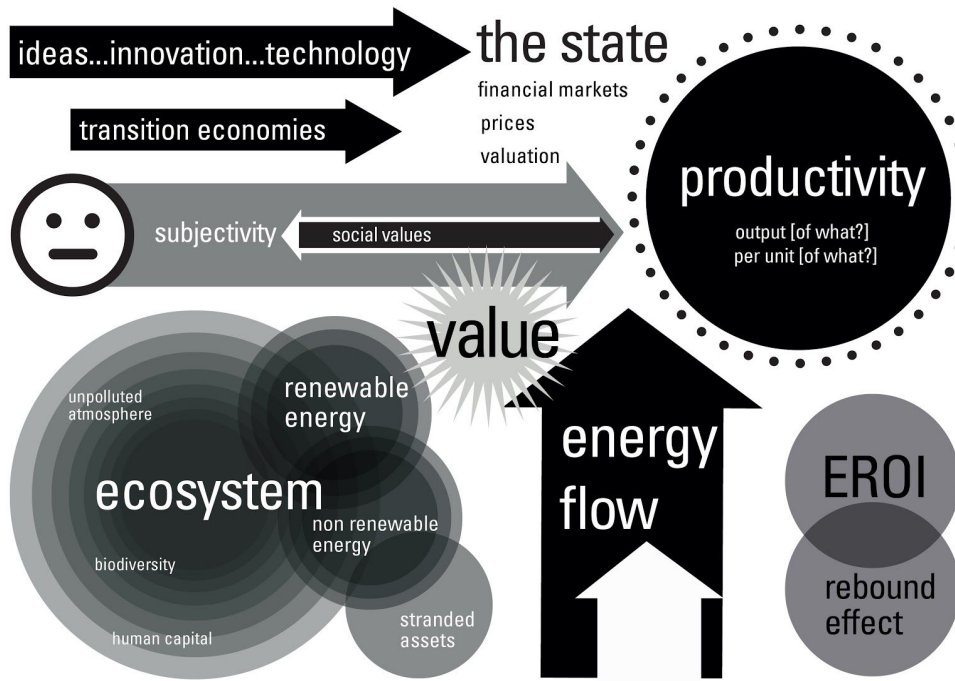 ideas...innovation...technology
transition economies
the state
financial markets
prices
valuation
productivity
output [of what?]
per unit [of what?]
subjectivity
social values
value
unpolluted
atmosphere
renewable
energy
ecosystem
non renewable
energy
biodiversity
human capital
stranded
assets
energy
flow
EROI
rebound
effect